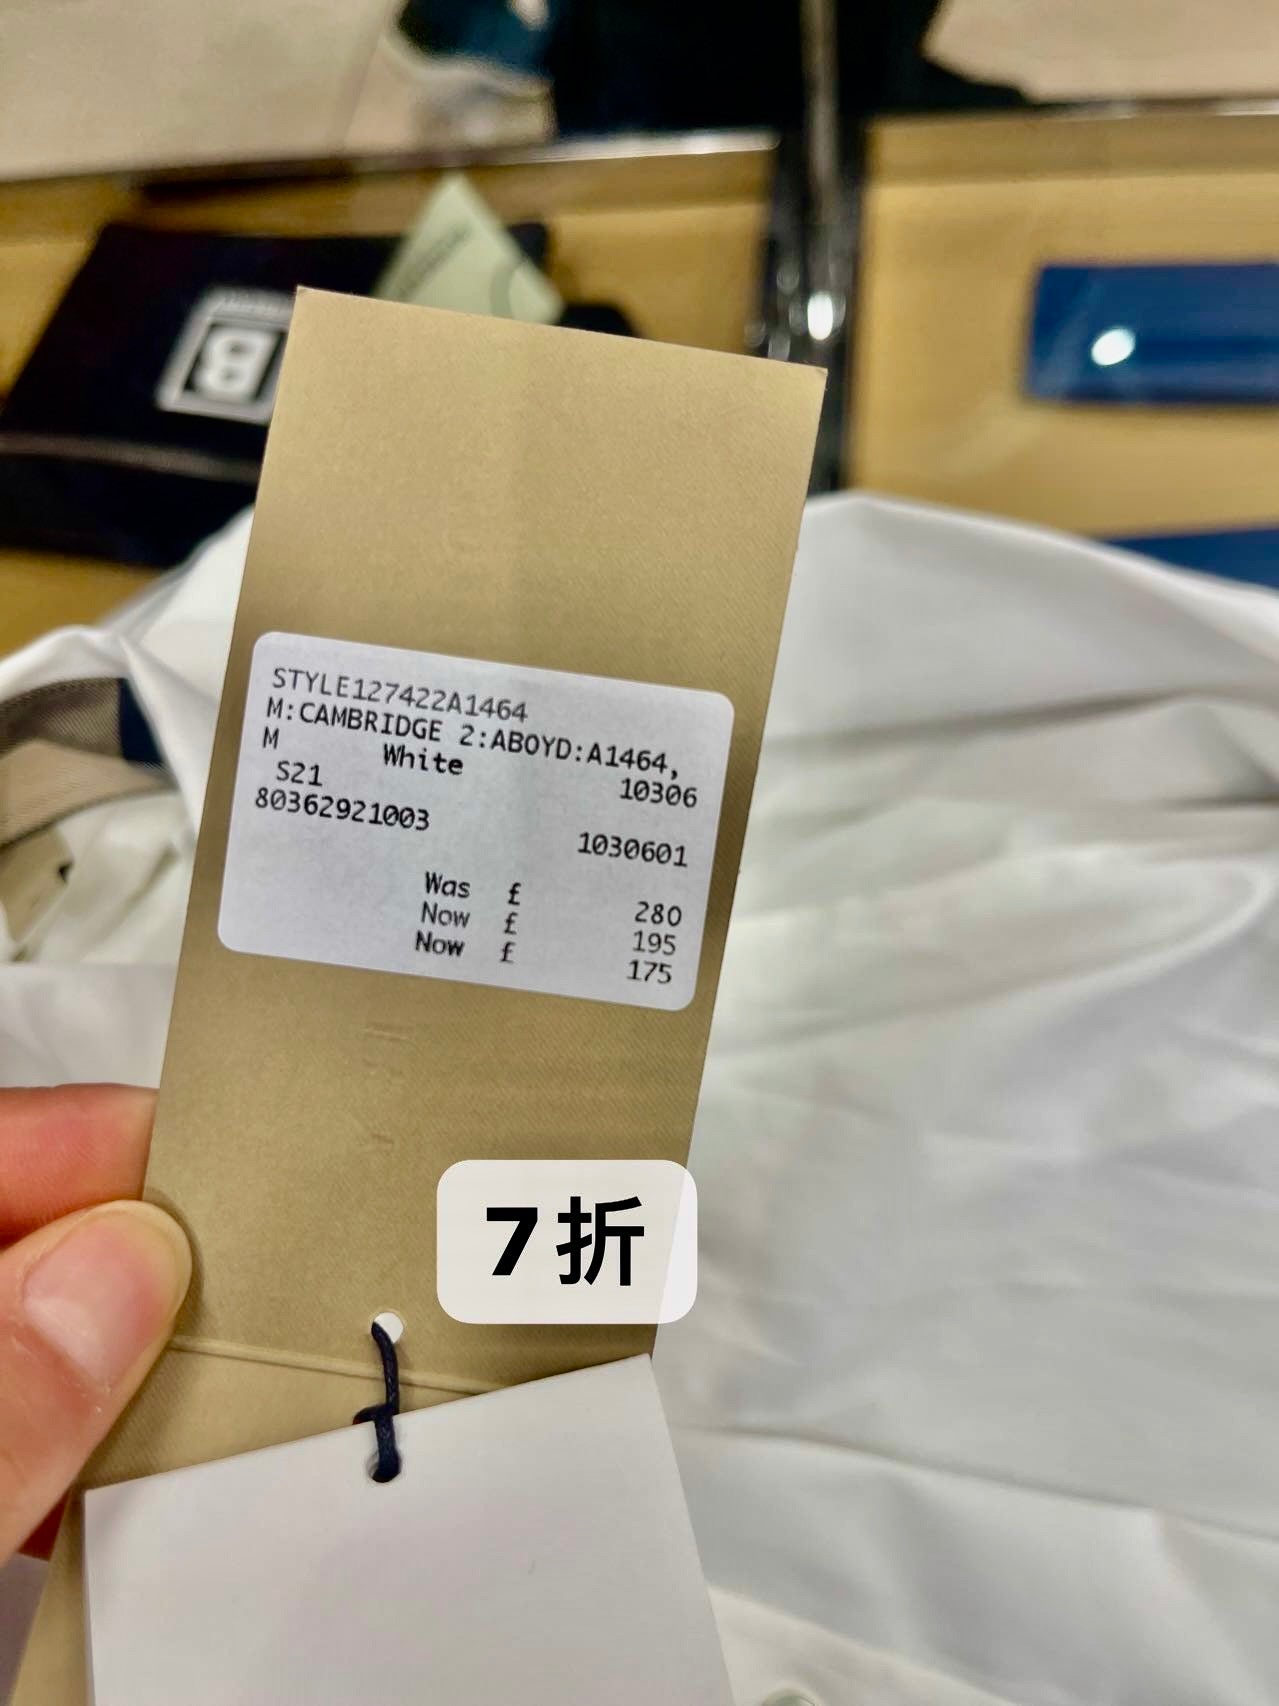 B
STYLE127422A1464
M:CAMBRIDGE 2:ABOYD:A1464,
M White 10306
S21
80362921003
1030601
Was £ 280
Now £ 195
Now £ 175
7折